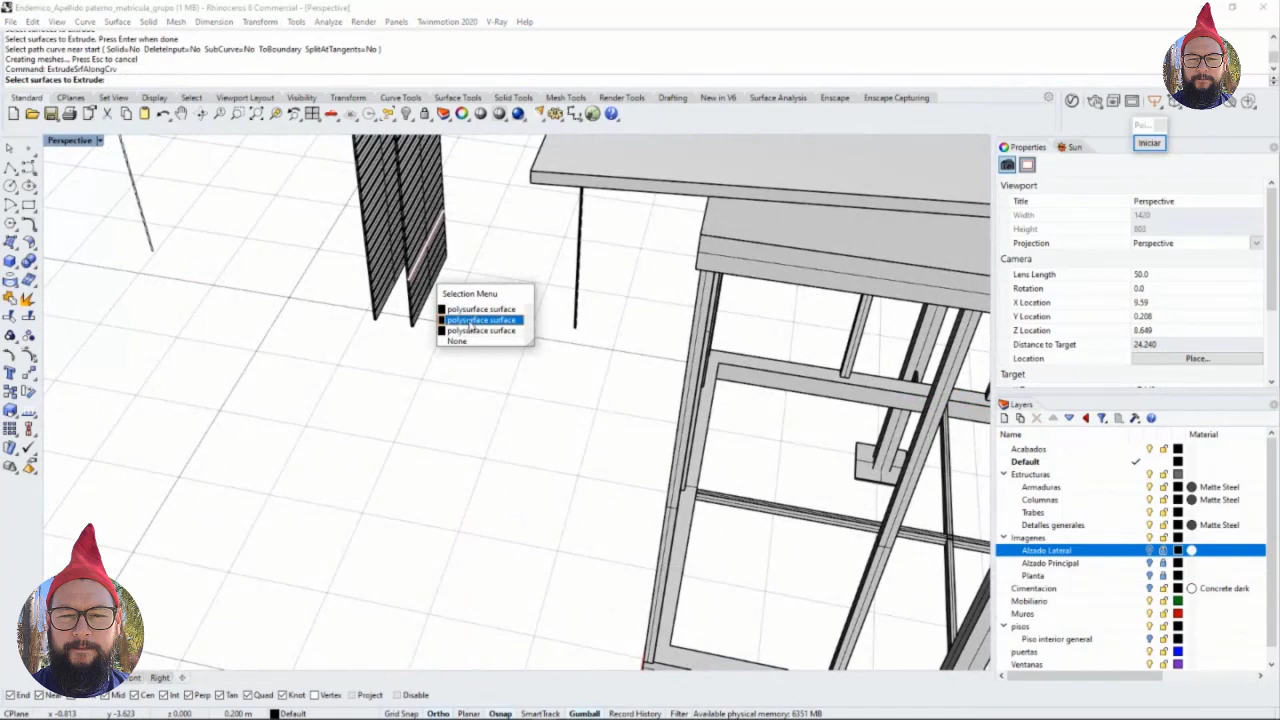 Endemico_Apellido paterno_matricula_grupo (1 MB) - Rhinoceros 6 Commercial - [Perspective]
File Edit View Curve Surface Solid Mesh Dimension Transform Tools Analyze Render Panels Twinmotion 2020 V-Ray Help
Select surfaces to Extrude. Press Enter when done
Select path curve near start ( Solid=No DeleteInput=No SubCurve=No ToBoundary SplitAtTangents=No )
Creating meshes... Press Esc to cancel
Command: ExtrudeSrfAlongCrv
Select surfaces to Extrude:
Standard CPlanes Set View Display Select Viewport Layout Visibility Transform Curve Tools Surface Tools Solid Tools Mesh Tools Render Tools Drafting New in V6 Surface Analysis Enscape Enscape Capturing
Iniciar
Perspective
Selection Menu
polysurface surface
polysurface surface
polysurface surface
None
Properties Sun
Viewport
Title Perspective
Width 1420
Height 803
Projection Perspective
Camera
Lens Length 50.0
Rotation 0.0
X Location 9.59
Y Location 0.208
Z Location 8.649
Distance to Target 24.240
Location Place...
Target
Layers
Name Material
Acabados
Default
Estructuras
Armaduras Matte Steel
Columnas Matte Steel
Trabes
Detalles generales Matte Steel
Imagenes
Alzado Lateral
Alzado Principal
Planta
Cimentacion Concrete dark
Mobiliario
Muros
pisos
Piso interior general
puertas
Ventanas
Right
End Mid Cen Int Perp Tan Quad Knot Vertex Project Disable
CPlane x -0.813 y -3.623 z 0.000 0.200 m Default Grid Snap Ortho Planar Osnap SmartTrack Gumball Record History Filter Available physical memory: 6351 MB